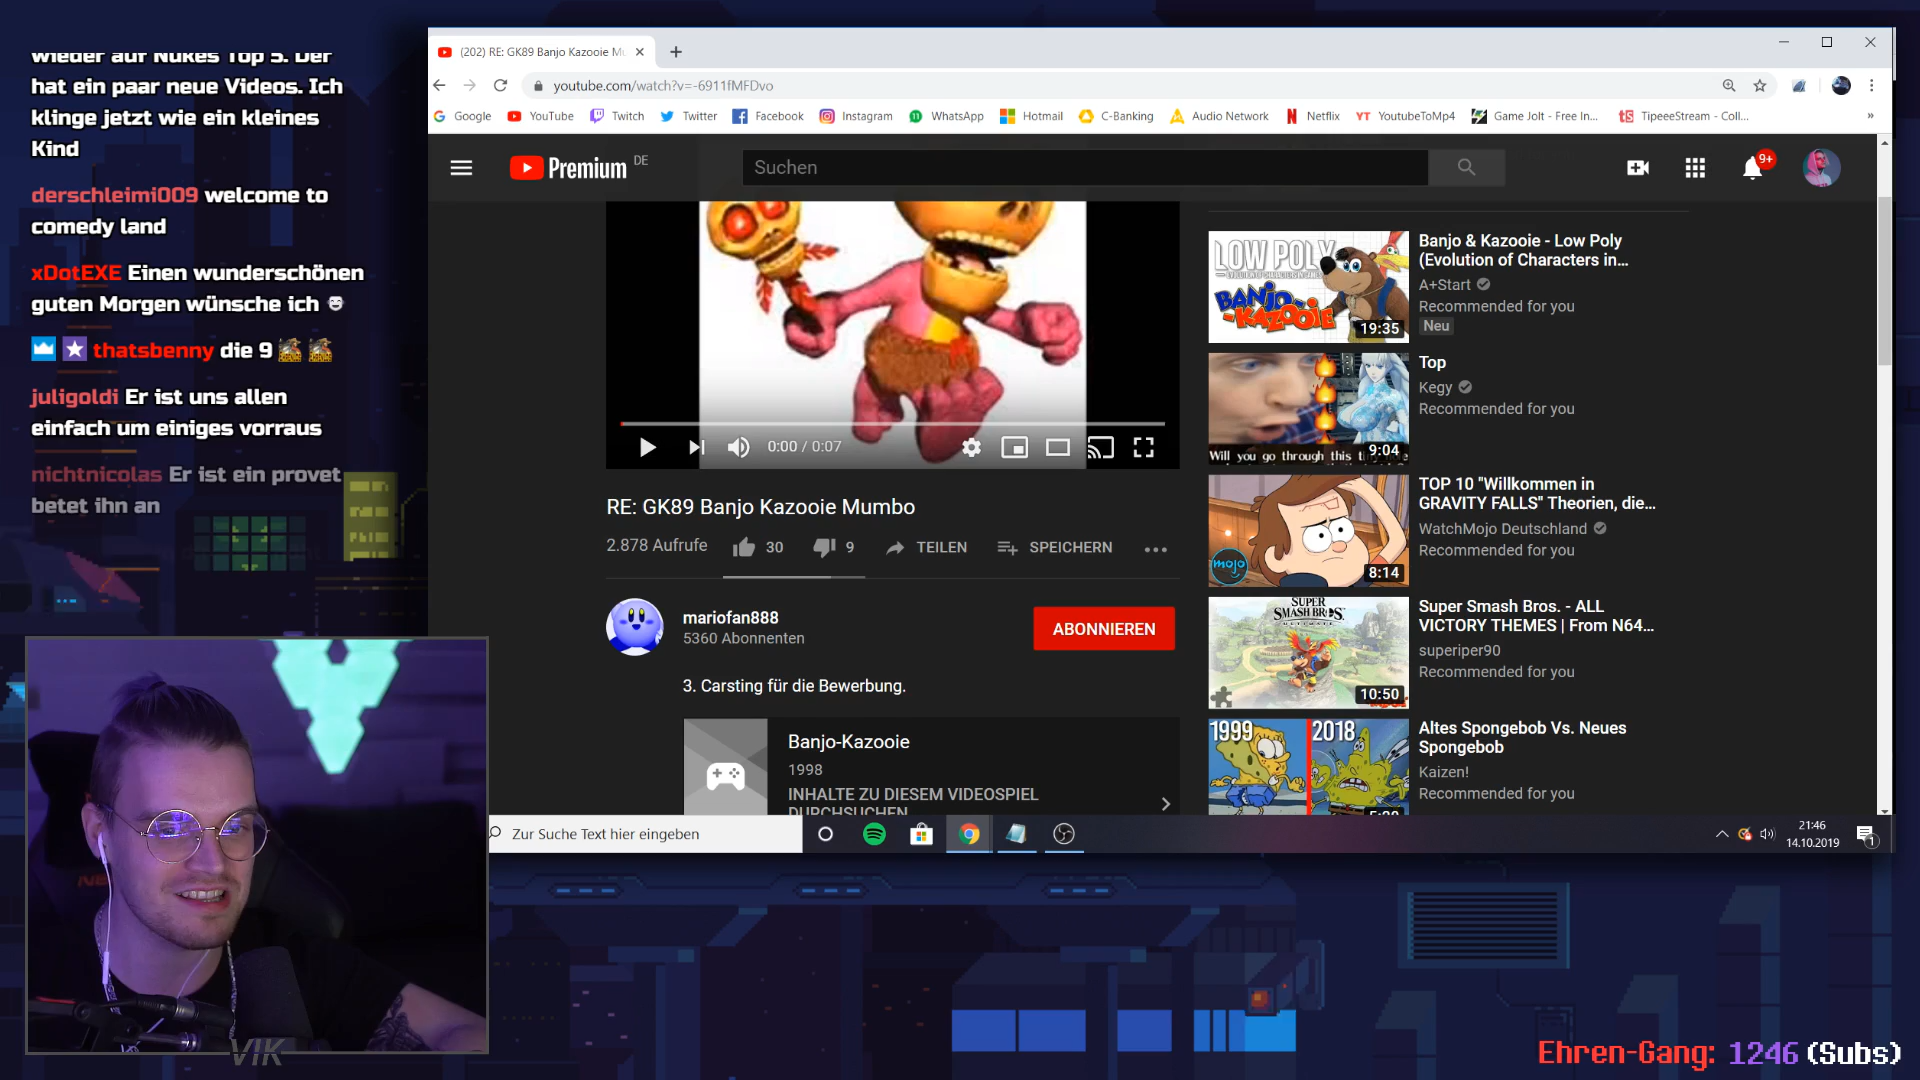 wieder auf Nukes Top 5. Der
hat ein paar neue Videos. Ich
klinge jetzt wie ein kleines
Kind
derschleimi009 welcome to
comedy land
xDotEXE Einen wunderschönen
guten Morgen wünsche ich
thatsbenny die 9
juligoldi Er ist uns allen
einfach um einiges vorraus
nichtnicolas Er ist ein provet
betet ihn an
VIK
(202) RE: GK89 Banjo Kazooie Mu
youtube.com/watch?v=-6911fMFDvo
Google YouTube Twitch Twitter Facebook Instagram WhatsApp Hotmail C-Banking Audio Network Netflix YT YoutubeToMp4 Game Jolt - Free In... tS TipeeeStream - Coll... »
Premium DE
Suchen
9+
0:00 / 0:07
RE: GK89 Banjo Kazooie Mumbo
2.878 Aufrufe 30 9 TEILEN SPEICHERN
mariofan888
5360 Abonnenten
ABONNIEREN
3. Carsting für die Bewerbung.
Banjo-Kazooie
1998
INHALTE ZU DIESEM VIDEOSPIEL
DURCHSUCHEN
LOW POLY
BANJO-KAZOOIE
19:35
Banjo & Kazooie - Low Poly
(Evolution of Characters in...
A+Start
Recommended for you
Neu
Will you go through this
9:04
Top
Kegy
Recommended for you
mojo
8:14
TOP 10 "Willkommen in
GRAVITY FALLS" Theorien, die...
WatchMojo Deutschland
Recommended for you
SUPER
SMASH BROS.
ULTIMATE
10:50
Super Smash Bros. - ALL
VICTORY THEMES | From N64...
superiper90
Recommended for you
1999 2018
Altes Spongebob Vs. Neues
Spongebob
Kaizen!
Recommended for you
Zur Suche Text hier eingeben
21:46
14.10.2019
1
Ehren-Gang: 1246 (Subs)